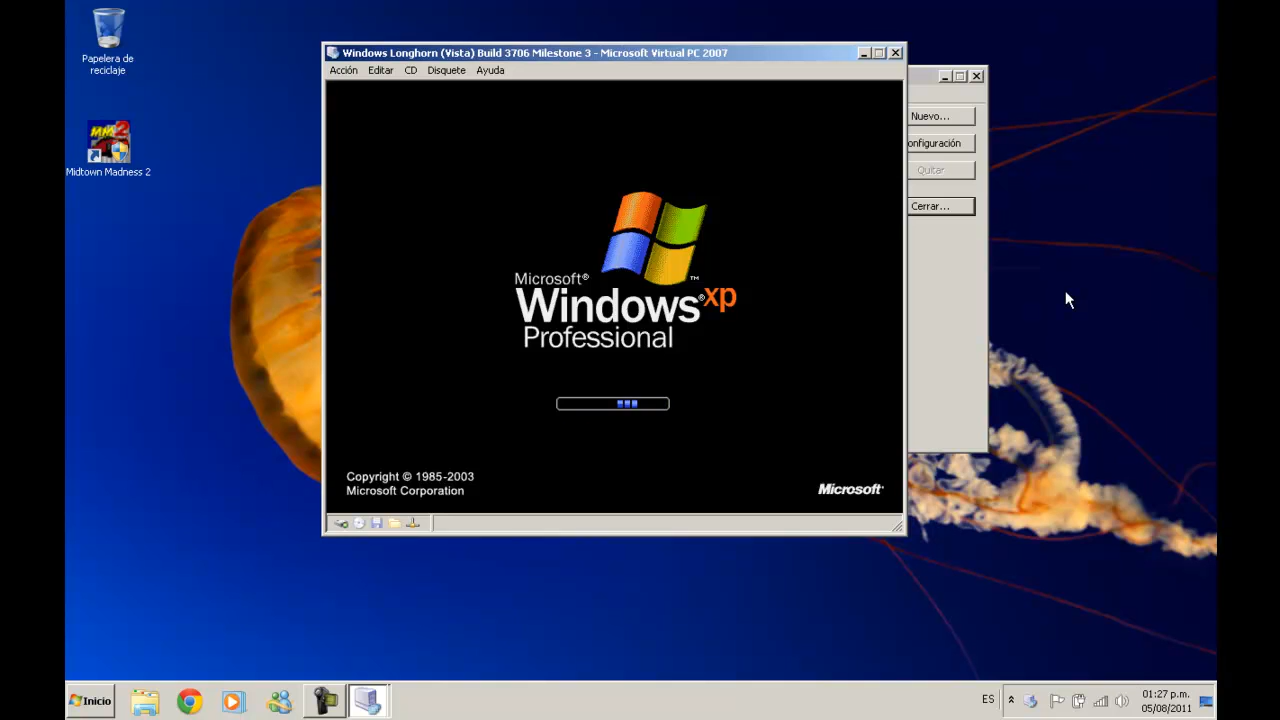 Papelera de
reciclaje
MM2
Midtown Madness 2
Windows Longhorn (Vista) Build 3706 Milestone 3 - Microsoft Virtual PC 2007
Acción Editar CD Disquete Ayuda
Microsoft®
Windows® xp
™
Professional
Copyright © 1985-2003
Microsoft Corporation
Microsoft®
Nuevo...
onfiguración
Quitar
Cerrar...
Inicio
ES
01:27 p.m.
05/08/2011